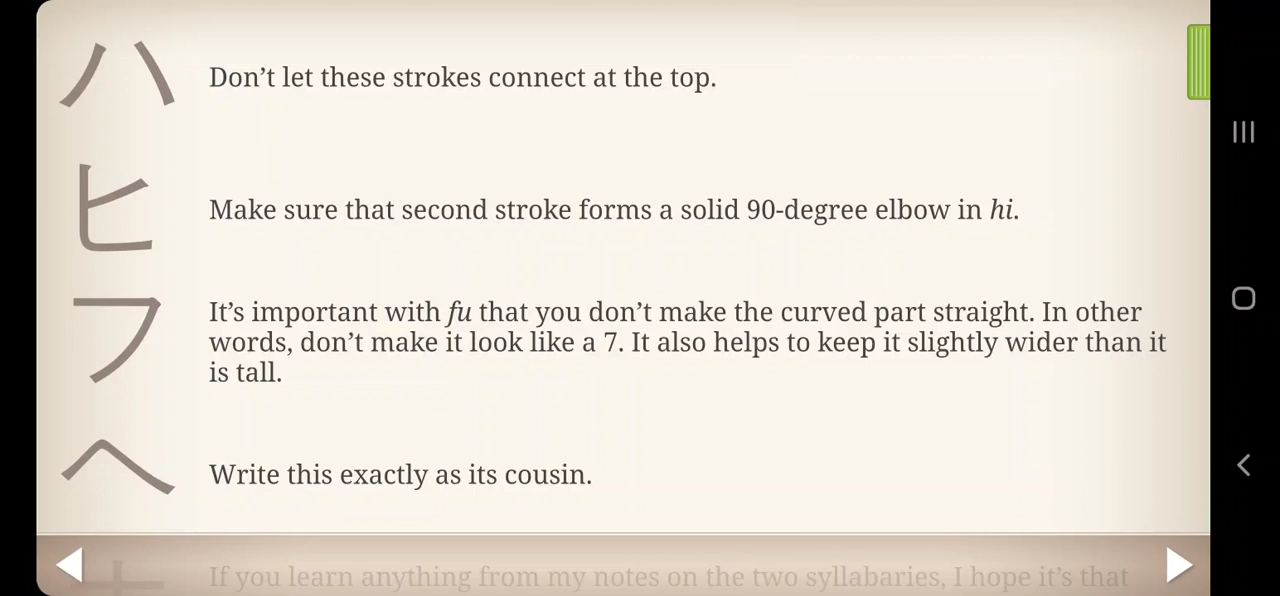 ハ
Don’t let these strokes connect at the top.
ヒ
Make sure that second stroke forms a solid 90-degree elbow in hi.
フ
It’s important with fu that you don’t make the curved part straight. In other
words, don’t make it look like a 7. It also helps to keep it slightly wider than it
is tall.
ヘ
Write this exactly as its cousin.
If you learn anything from my notes on the two syllabaries, I hope it’s that